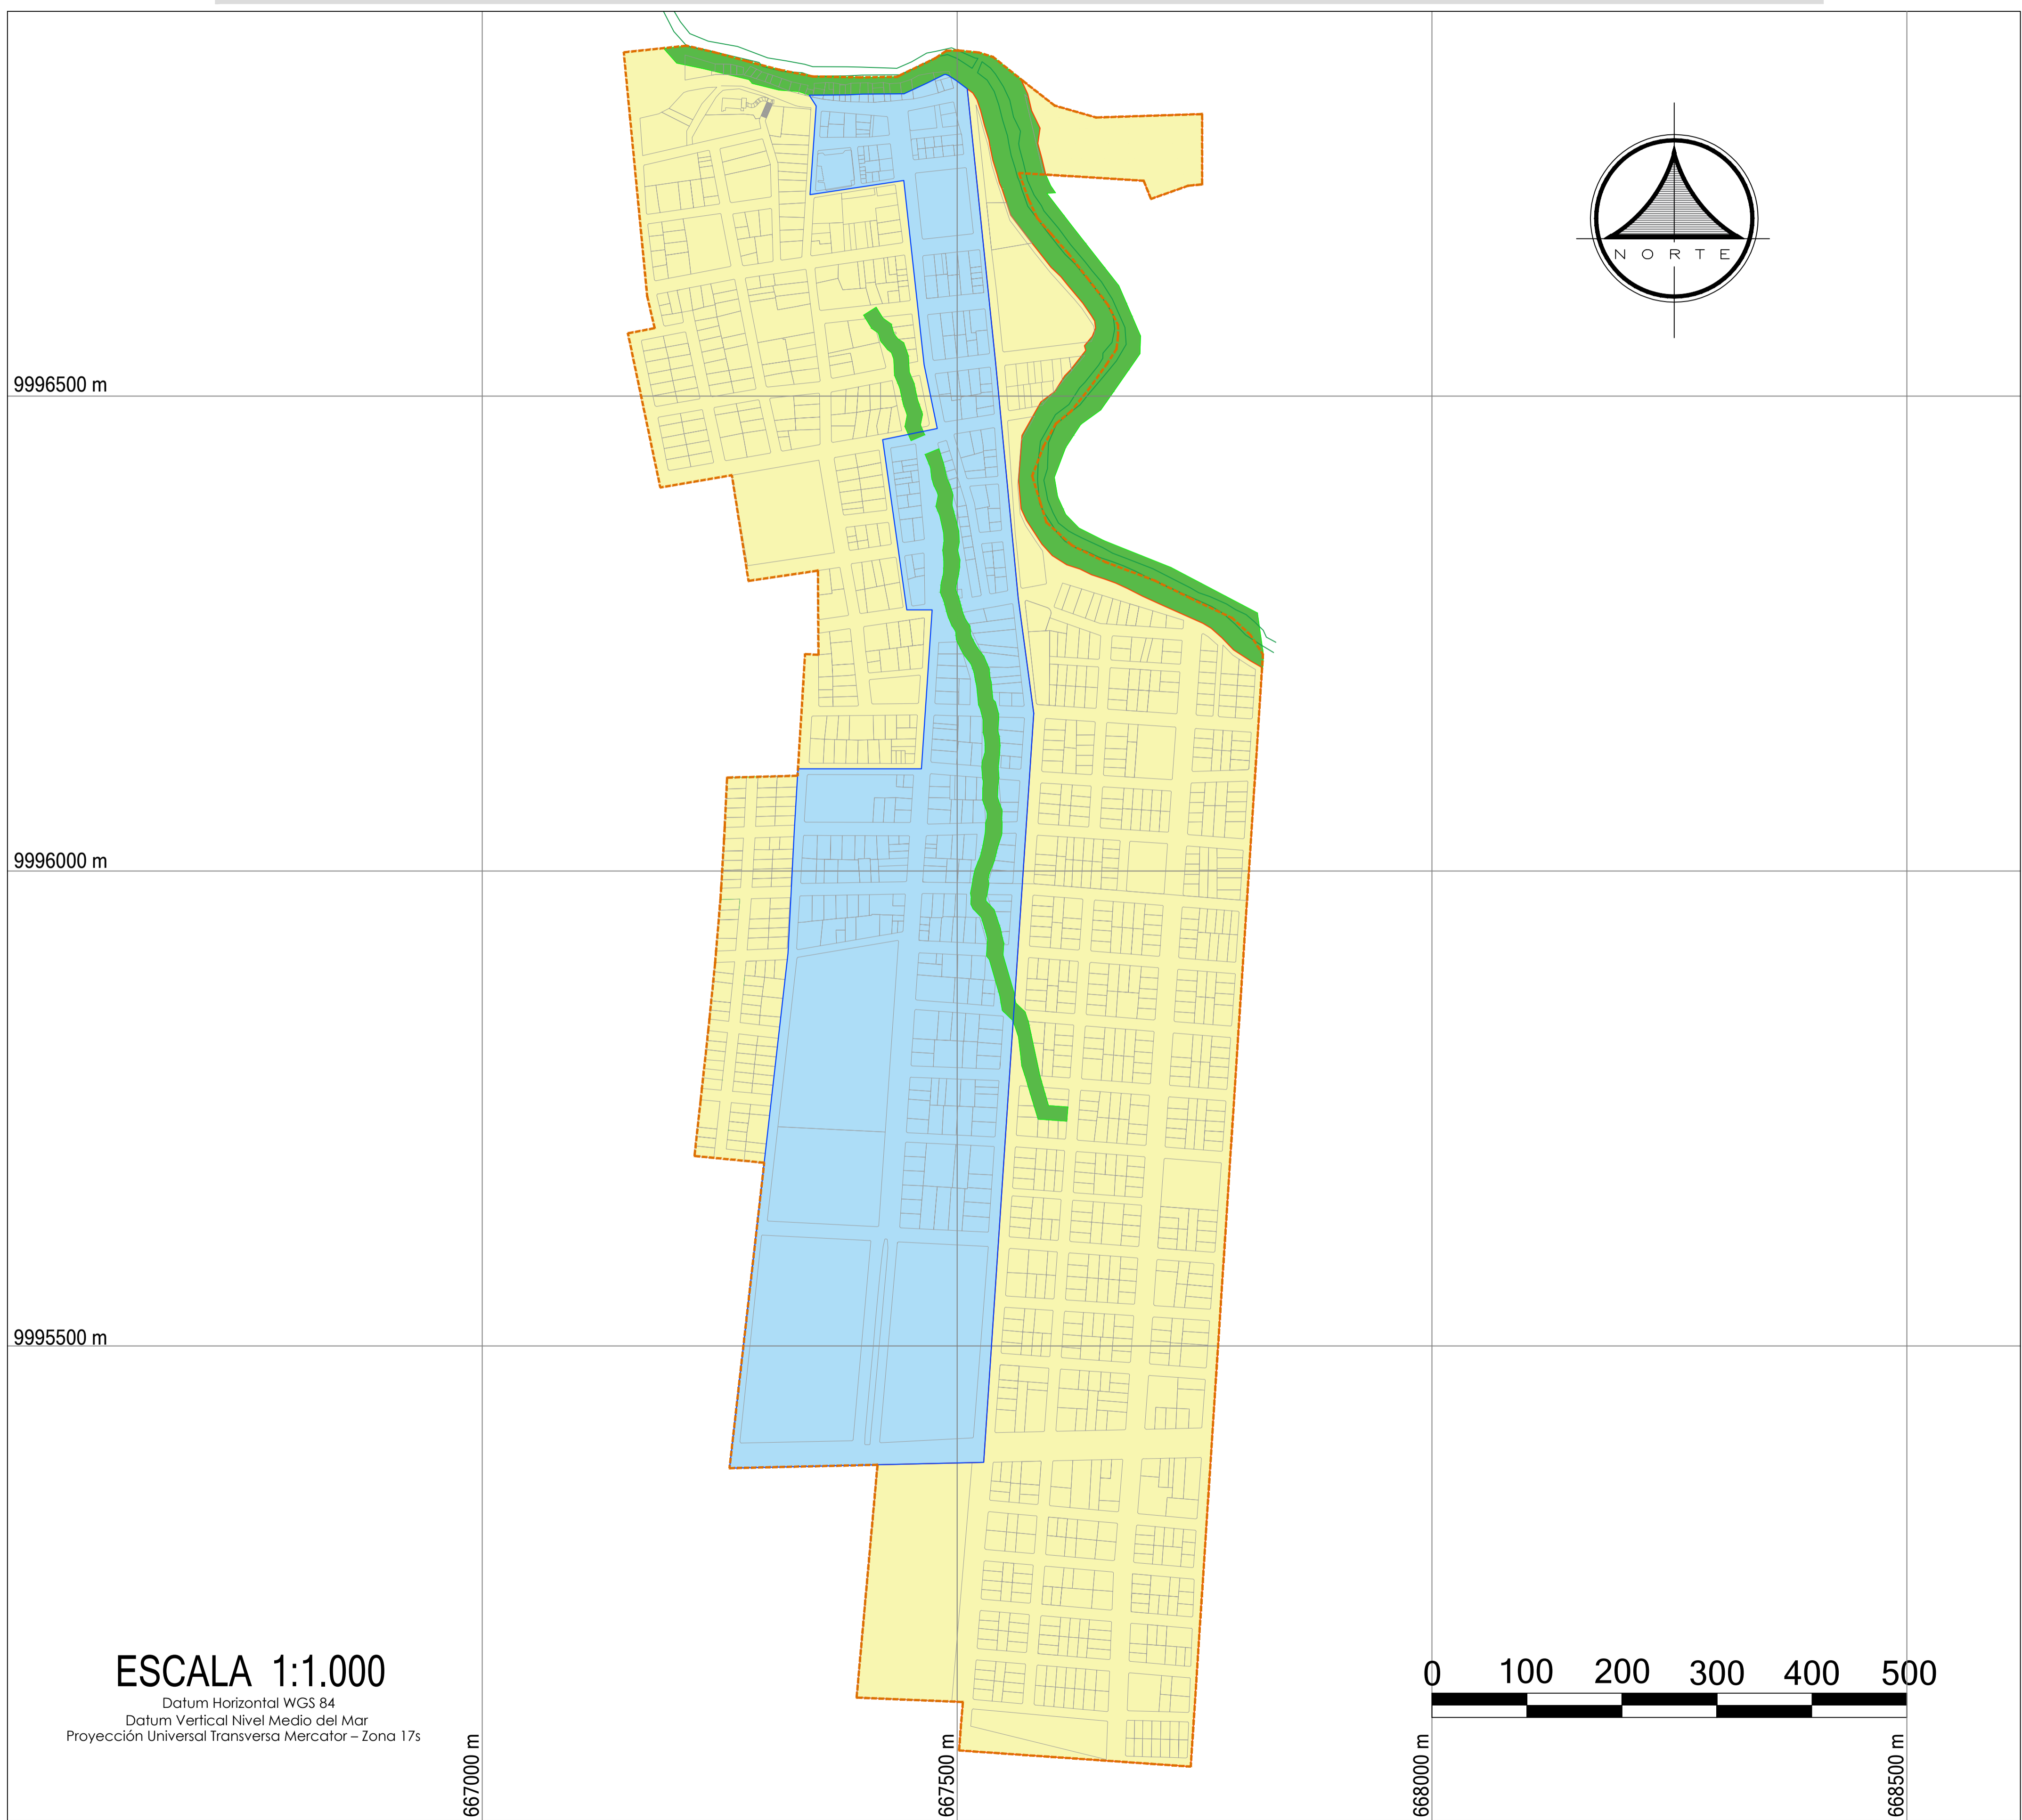 NORTE
9996500 m
9996000 m
9995500 m
ESCALA 1:1.000
Datum Horizontal WGS 84
Datum Vertical Nivel Medio del Mar
Proyección Universal Transversa Mercator – Zona 17s
0 100 200 300 400 500
667000 m
667500 m
668000 m
668500 m